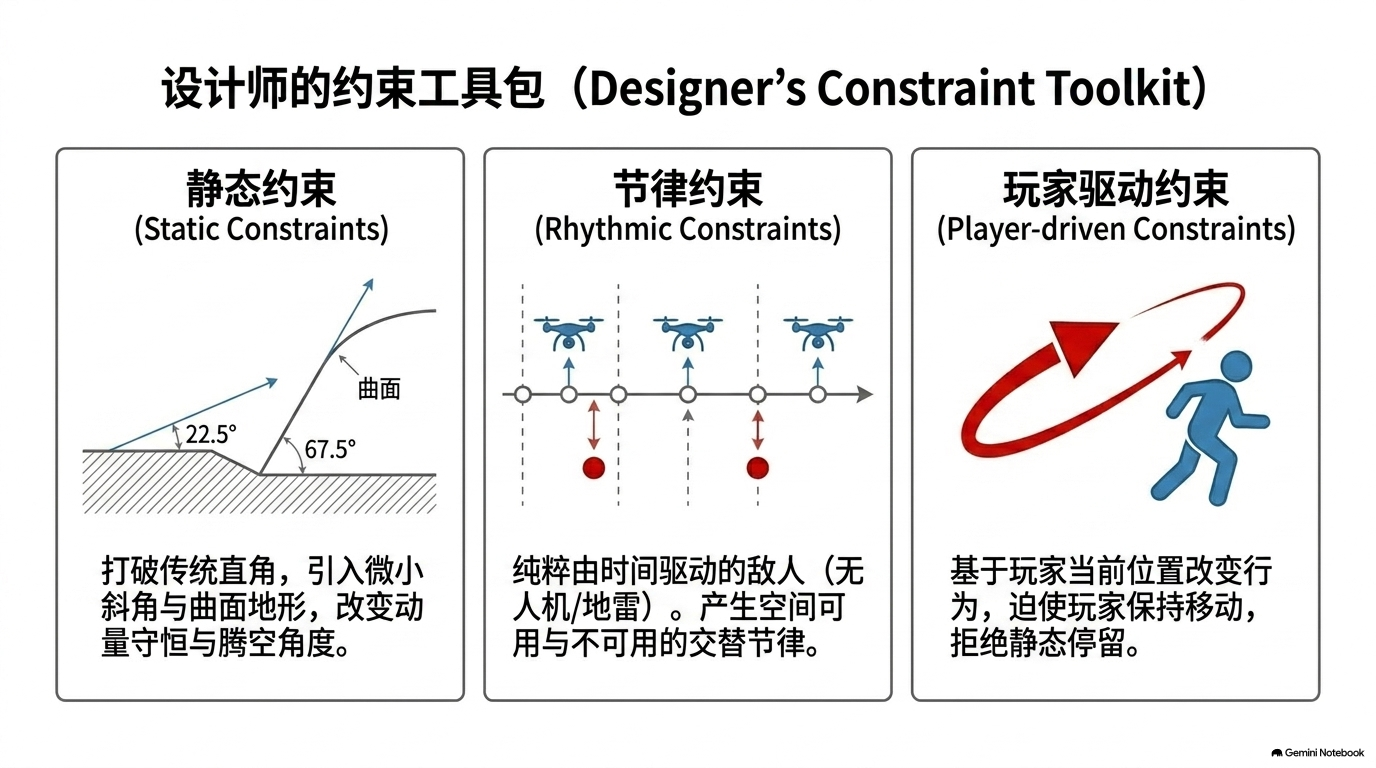 设计师的约束工具包（Designer's Constraint Toolkit）
静态约束
(Static Constraints)
曲面
22.5°
67.5°
打破传统直角，引入微小
斜角与曲面地形，改变动
量守恒与腾空角度。
节律约束
(Rhythmic Constraints)
纯粹由时间驱动的敌人（无
人机/地雷）。产生空间可
用与不可用的交替节律。
玩家驱动约束
(Player-driven Constraints)
基于玩家当前位置改变行
为，迫使玩家保持移动，
拒绝静态停留。
Gemini Notebook